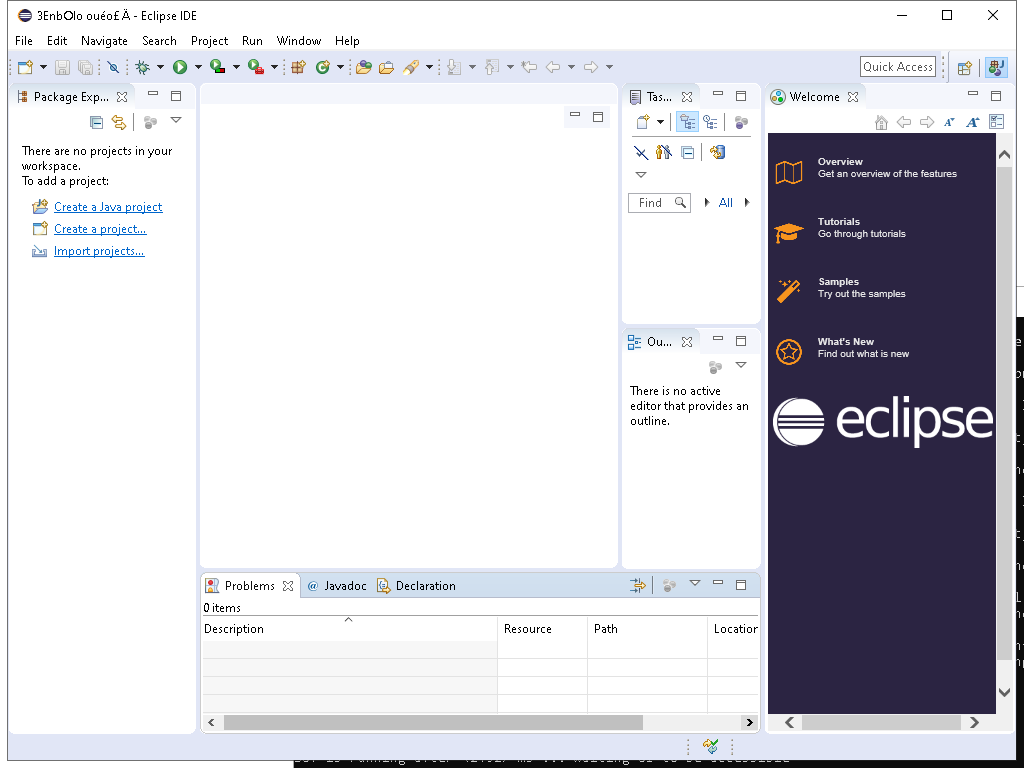 3EnbOlo ouéo£Ä - Eclipse IDE
File Edit Navigate Search Project Run Window Help
Quick Access
Package Exp...
Tas...
Welcome
There are no projects in your
workspace.
To add a project:
Create a Java project
Create a project...
Import projects...
Find
All
Ou...
There is no active
editor that provides an
outline.
Overview
Get an overview of the features
Tutorials
Go through tutorials
Samples
Try out the samples
What's New
Find out what is new
eclipse
Problems @ Javadoc Declaration
0 items
Description Resource Path Location